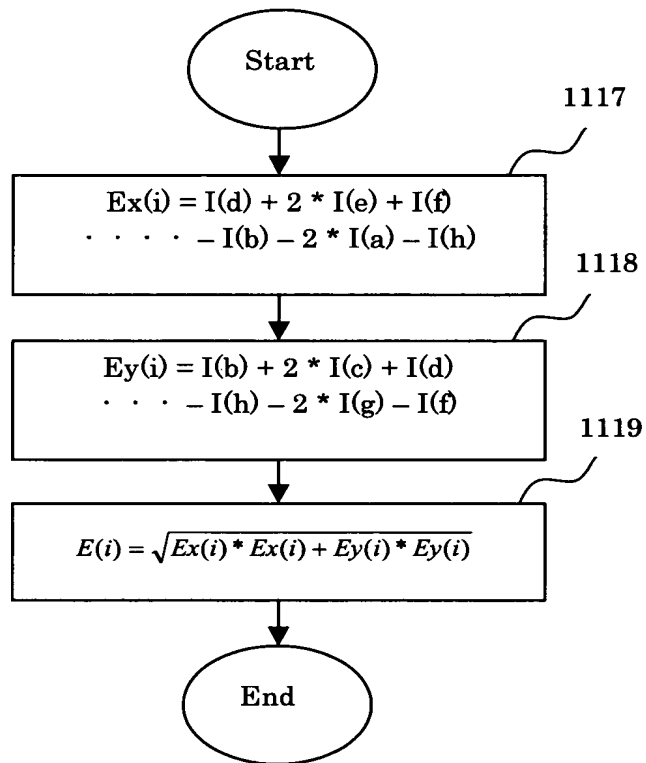 Start
1117
Ex(i) = I(d) + 2 * I(e) + I(f)
· · · · – I(b) – 2 * I(a) – I(h)
1118
Ey(i) = I(b) + 2 * I(c) + I(d)
· · · – I(h) – 2 * I(g) – I(f)
1119
E(i) = √Ex(i) * Ex(i) + Ey(i) * Ey(i)
End